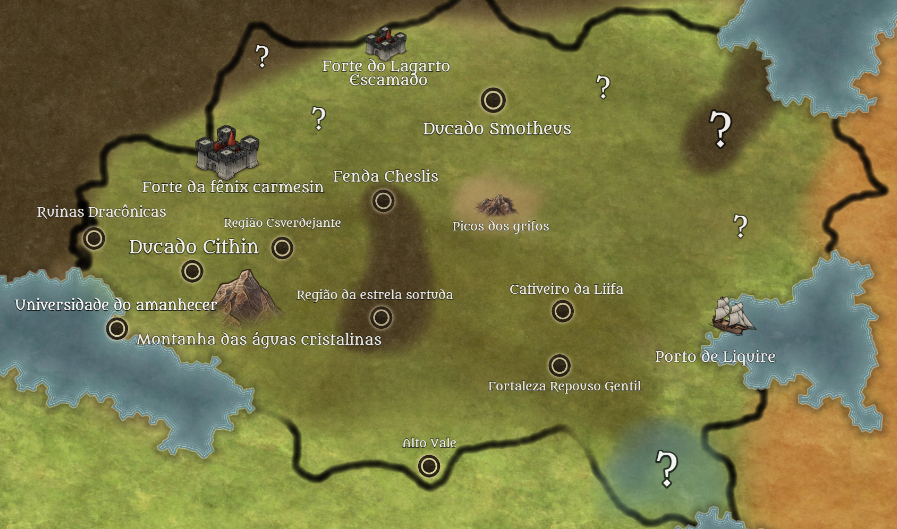 ?
Forte do Lagarto
Escamado
?
?
Ducado Smotheus
?
Forte da fênix carmesin
Fenda Cheslis
Ruinas Dracônicas
Região Esverdejante
Picos dos grifos
?
Ducado Cithin
Universidade do amanhecer
Região da estrela sortuda
Cativeiro da Liifa
Montanha das águas cristalinas
Porto de Liquire
Fortaleza Repouso Gentil
Alto Vale
?